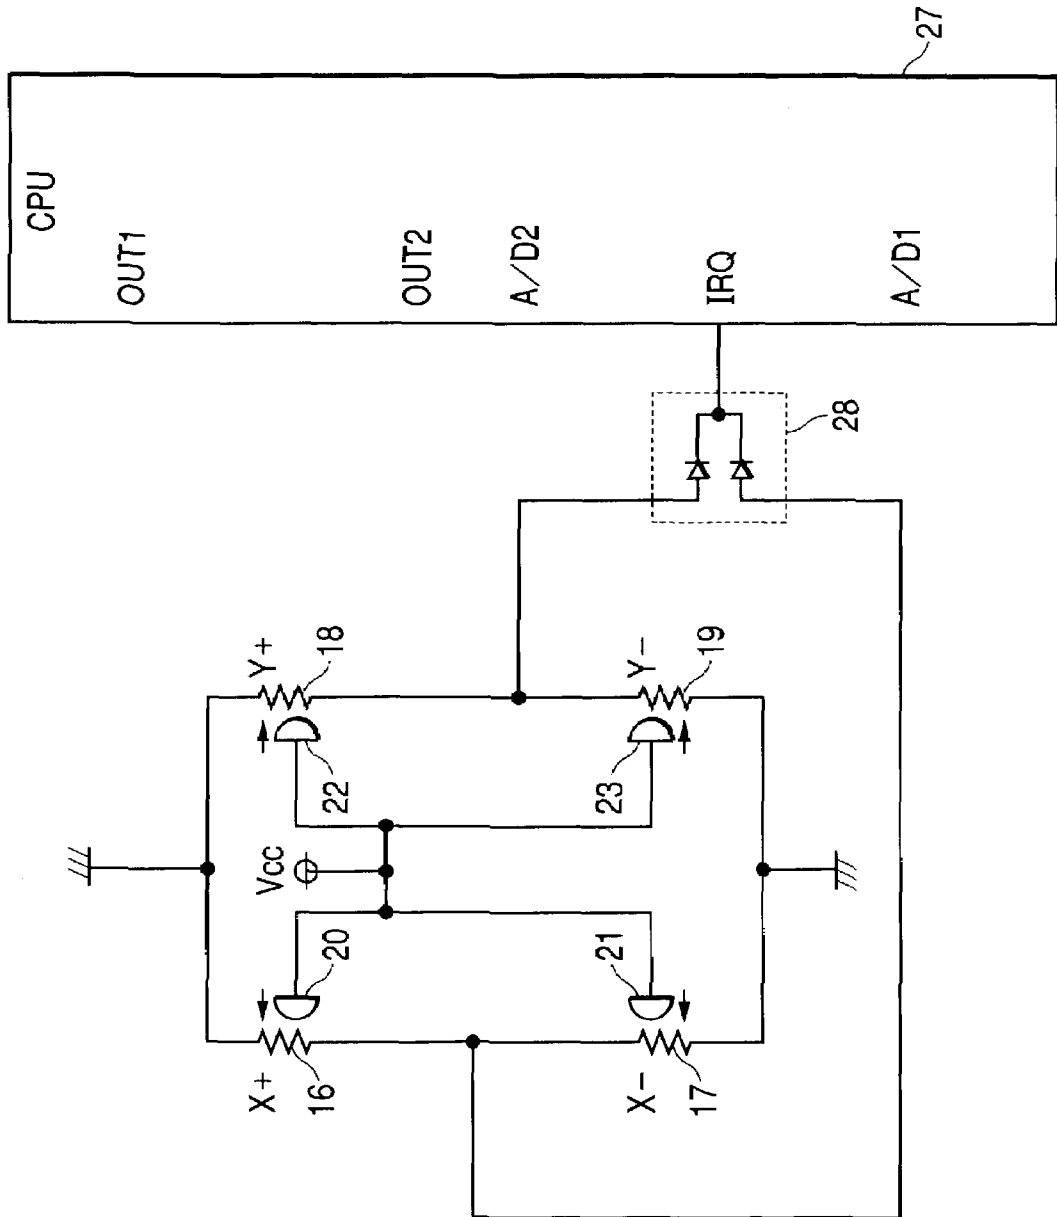 CPU
OUT1
X+
Vcc
Y+
16
20
22
18
OUT2
A/D2
21
23
X−
Y−
17
19
IRQ
28
A/D1
27